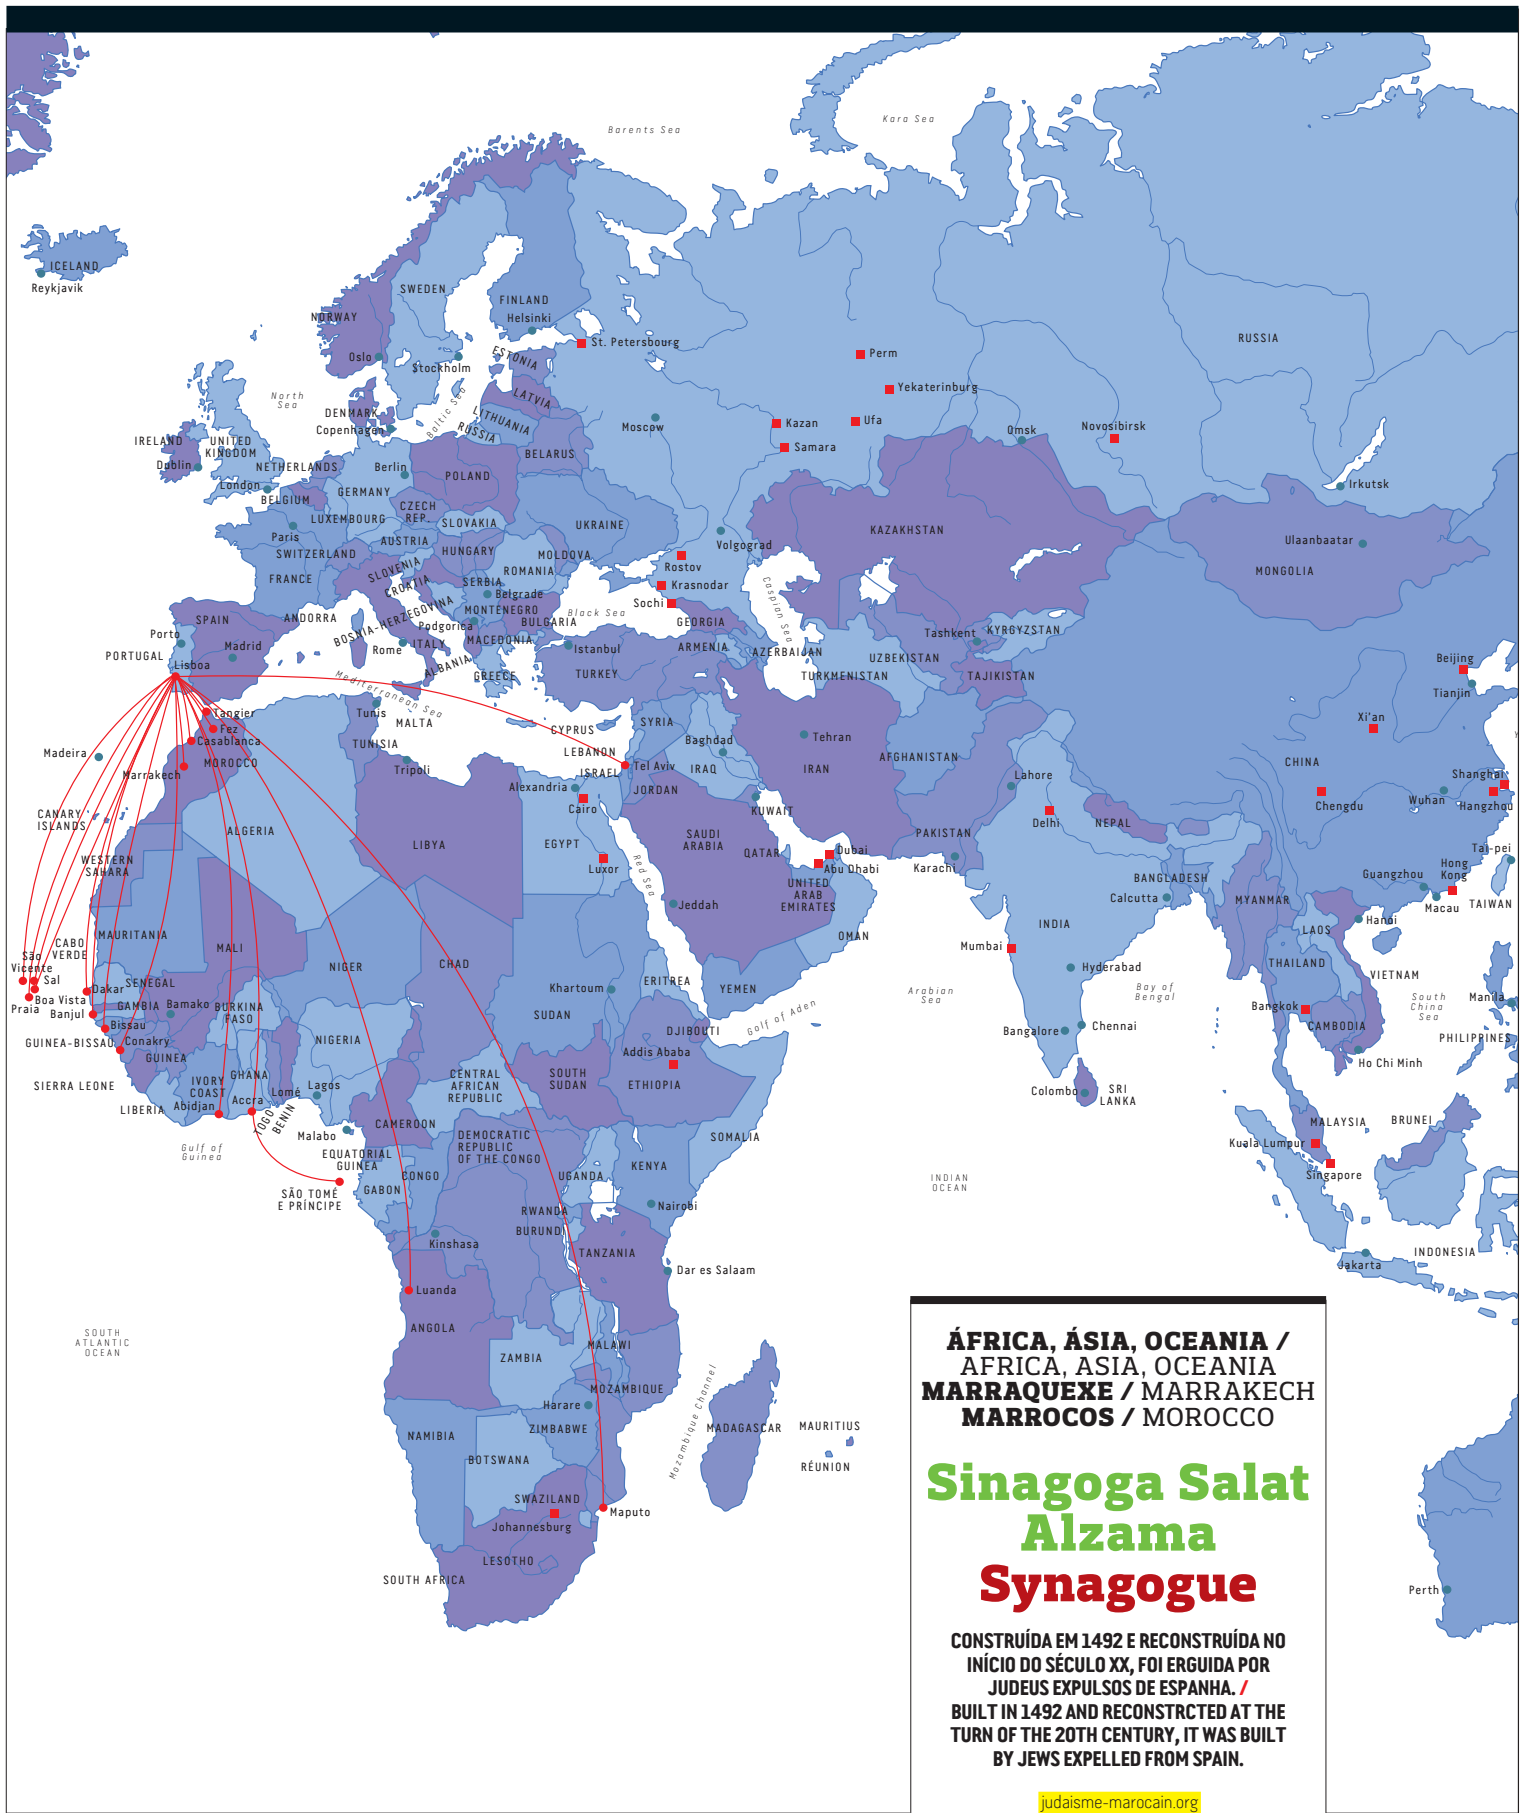 Barents Sea
Kara Sea
ICELAND
Reykjavik
SWEDEN
FINLAND
Helsinki
NORWAY
Oslo
Stockholm
ESTONIA
St. Petersbourg
RUSSIA
Perm
Yekaterinburg
North
Sea
LATVIA
DENMARK
Copenhagen
Baltic Sea
LITHUANIA
RUSSIA
Moscow
Kazan
Ufa
Samara
Omsk
Novosibirsk
IRELAND
Dublin
UNITED
KINGDOM
London
NETHERLANDS
BELGIUM
Berlin
GERMANY
POLAND
BELARUS
Irkutsk
LUXEMBOURG
CZECH
REP.
SLOVAKIA
UKRAINE
KAZAKHSTAN
Paris
SWITZERLAND
AUSTRIA
HUNGARY
MOLDOVA
Volgograd
Ulaanbaatar
MONGOLIA
FRANCE
SLOVENIA
CROATIA
ROMANIA
SERBIA
Belgrade
Rostov
Krasnodar
Sochi
Caspian Sea
SPAIN
ANDORRA
BOSNIA-HERZEGOVINA
MONTENEGRO
Podgorica
BULGARIA
Black Sea
GEORGIA
Porto
PORTUGAL
Madrid
Lisboa
Rome
ITALY
MACEDONIA
ALBANIA
GREECE
Istanbul
TURKEY
ARMENIA
AZERBAIJAN
Tashkent
KYRGYZSTAN
UZBEKISTAN
TURKMENISTAN
TAJIKISTAN
Beijing
Tianjin
Mediterranean Sea
Tangier
Fez
Casablanca
Tunis
MALTA
TUNISIA
Tripoli
CYPRUS
LEBANON
ISRAEL
Tel Aviv
SYRIA
Baghdad
IRAQ
JORDAN
Tehran
IRAN
AFGHANISTAN
Xi'an
CHINA
Madeira
MOROCCO
Marrakech
Alexandria
Cairo
KUWAIT
Lahore
Delhi
NEPAL
Chengdu
Wuhan
Shanghai
Hangzhou
CANARY
ISLANDS
ALGERIA
LIBYA
EGYPT
Luxor
Red Sea
SAUDI
ARABIA
QATAR
Dubai
Abu Dhabi
UNITED
ARAB
EMIRATES
PAKISTAN
Karachi
Tai-pei
WESTERN
SAHARA
Jeddah
OMAN
BANGLADESH
Calcutta
MYANMAR
Guangzhou
Hong
Kong
Macau
TAIWAN
Hanoi
LAOS
MAURITANIA
MALI
NIGER
CHAD
CABO
VERDE
São
Vicente
Sal
Boa Vista
Praia
Dakar
SENEGAL
GAMBIA
Banjul
Bamako
BURKINA
FASO
Khartoum
SUDAN
ERITREA
YEMEN
Gulf of Aden
Arabian
Sea
Mumbai
INDIA
Hyderabad
Bay of
Bengal
THAILAND
Bangkok
VIETNAM
South
China
Sea
Manila
Bissau
GUINEA-BISSAU
Conakry
GUINEA
NIGERIA
DJIBOUTI
Addis Ababa
ETHIOPIA
Bangalore
Chennai
CAMBODIA
Ho Chi Minh
PHILIPPINES
SIERRA LEONE
LIBERIA
IVORY
COAST
Abidjan
GHANA
Accra
Lomé
TOGO
BENIN
Lagos
CENTRAL
AFRICAN
REPUBLIC
SOUTH
SUDAN
Colombo
SRI
LANKA
CAMEROON
Malabo
Gulf of
Guinea
EQUATORIAL
GUINEA
DEMOCRATIC
REPUBLIC
OF THE CONGO
SOMALIA
MALAYSIA
BRUNEI
Kuala Lumpur
Singapore
SÃO TOMÉ
E PRÍNCIPE
GABON
CONGO
UGANDA
KENYA
Nairobi
INDIAN
OCEAN
RWANDA
BURUNDI
Kinshasa
TANZANIA
Dar es Salaam
Jakarta
INDONESIA
Luanda
ANGOLA
SOUTH
ATLANTIC
OCEAN
ZAMBIA
MALAWI
MOZAMBIQUE
Harare
ZIMBABWE
Mozambique Channel
MADAGASCAR
MAURITIUS
RÉUNION
NAMIBIA
BOTSWANA
SWAZILAND
Johannesburg
Maputo
LESOTHO
SOUTH AFRICA
Perth
ÁFRICA, ÁSIA, OCEANIA /
AFRICA, ASIA, OCEANIA
MARRAQUEXE / MARRAKECH
MARROCOS / MOROCCO
Sinagoga Salat
Alzama
Synagogue
CONSTRUÍDA EM 1492 E RECONSTRUÍDA NO
INÍCIO DO SÉCULO XX, FOI ERGUIDA POR
JUDEUS EXPULSOS DE ESPANHA. /
BUILT IN 1492 AND RECONSTRCTED AT THE
TURN OF THE 20TH CENTURY, IT WAS BUILT
BY JEWS EXPELLED FROM SPAIN.
judaisme-marocain.org